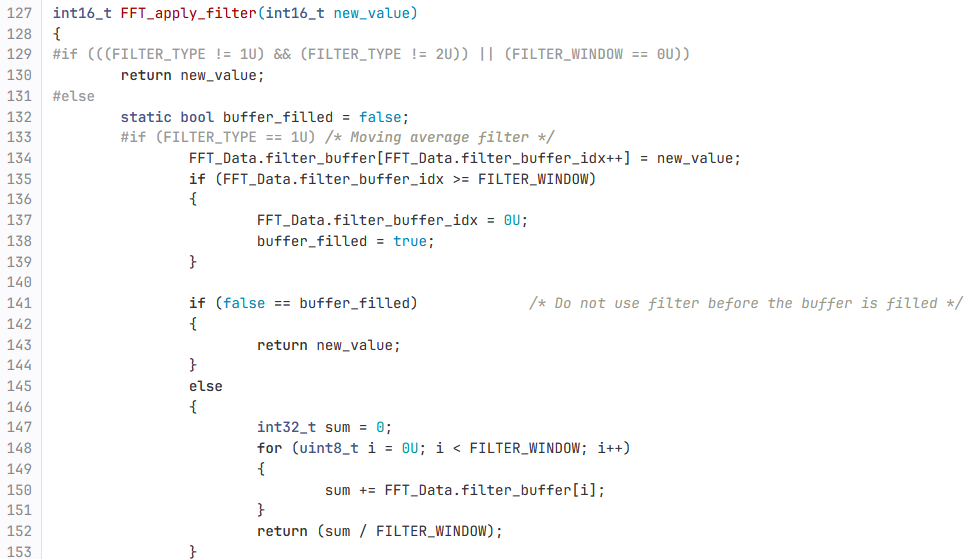 127 int16_t FFT_apply_filter(int16_t new_value)
128 {
129 #if (((FILTER_TYPE != 1U) && (FILTER_TYPE != 2U)) || (FILTER_WINDOW == 0U))
130         return new_value;
131 #else
132         static bool buffer_filled = false;
133         #if (FILTER_TYPE == 1U) /* Moving average filter */
134                 FFT_Data.filter_buffer[FFT_Data.filter_buffer_idx++] = new_value;
135                 if (FFT_Data.filter_buffer_idx >= FILTER_WINDOW)
136                 {
137                         FFT_Data.filter_buffer_idx = 0U;
138                         buffer_filled = true;
139                 }
140
141                 if (false == buffer_filled)             /* Do not use filter before the buffer is filled */
142                 {
143                         return new_value;
144                 }
145                 else
146                 {
147                         int32_t sum = 0;
148                         for (uint8_t i = 0U; i < FILTER_WINDOW; i++)
149                         {
150                                 sum += FFT_Data.filter_buffer[i];
151                         }
152                         return (sum / FILTER_WINDOW);
153                 }